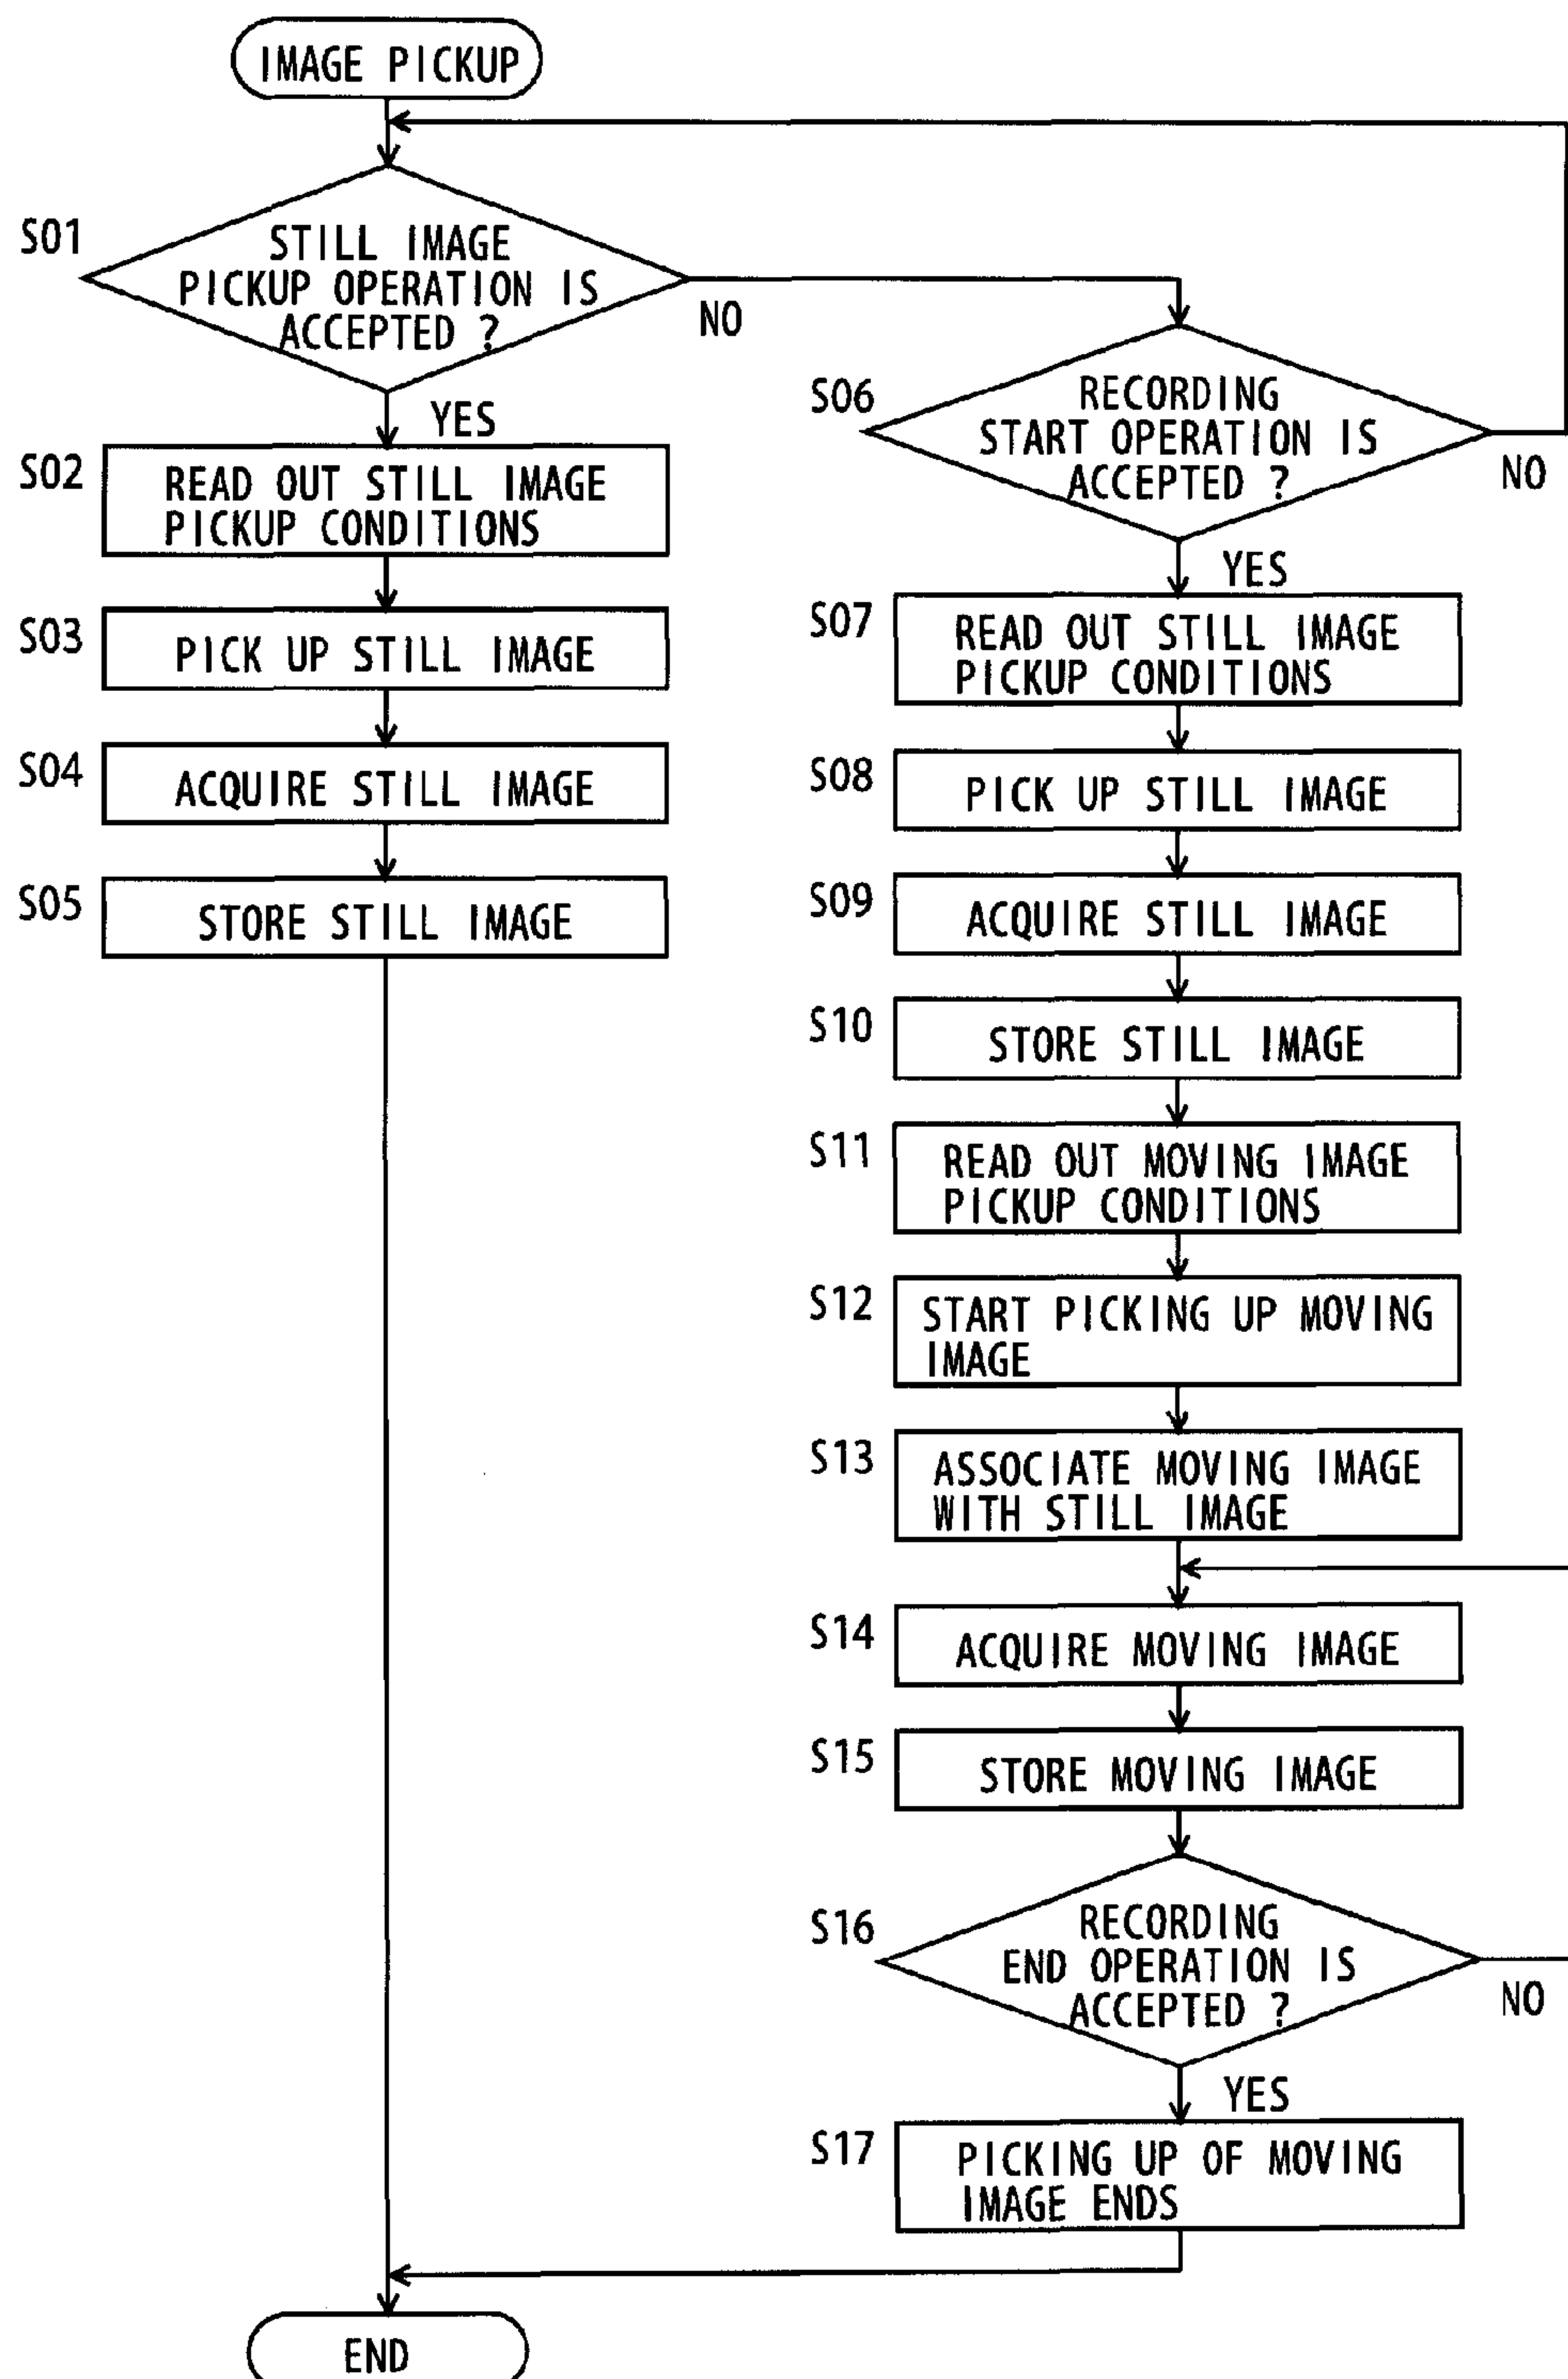 IMAGE PICKUP
S01
STILL IMAGE
PICKUP OPERATION IS
ACCEPTED ?
NO
YES
S02
READ OUT STILL IMAGE
PICKUP CONDITIONS
S03
PICK UP STILL IMAGE
S04
ACQUIRE STILL IMAGE
S05
STORE STILL IMAGE
S06
RECORDING
START OPERATION IS
ACCEPTED ?
NO
YES
S07
READ OUT STILL IMAGE
PICKUP CONDITIONS
S08
PICK UP STILL IMAGE
S09
ACQUIRE STILL IMAGE
S10
STORE STILL IMAGE
S11
READ OUT MOVING IMAGE
PICKUP CONDITIONS
S12
START PICKING UP MOVING
IMAGE
S13
ASSOCIATE MOVING IMAGE
WITH STILL IMAGE
S14
ACQUIRE MOVING IMAGE
S15
STORE MOVING IMAGE
S16
RECORDING
END OPERATION IS
ACCEPTED ?
NO
YES
S17
PICKING UP OF MOVING
IMAGE ENDS
END